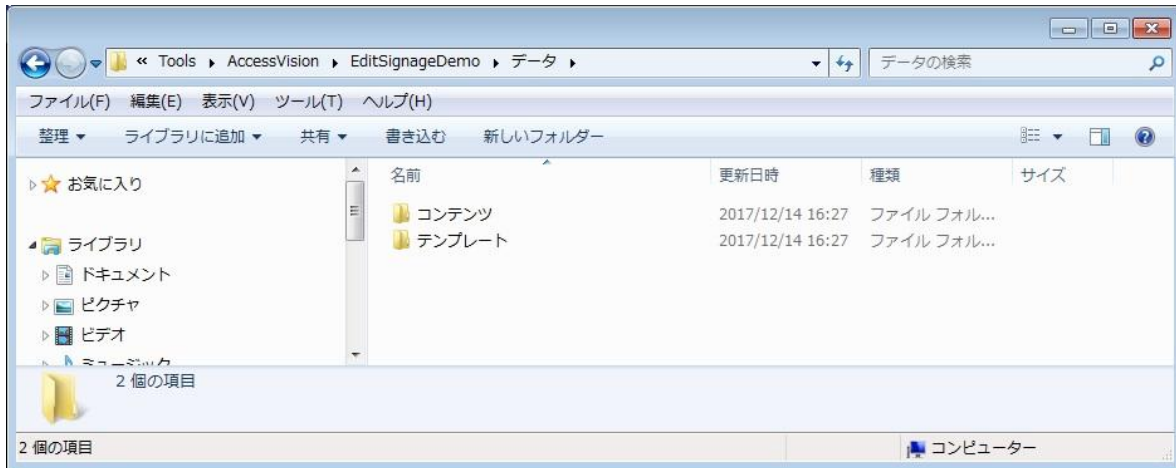 « Tools ▸ AccessVision ▸ EditSignageDemo ▸ データ ▸ データの検索
ファイル(F) 編集(E) 表示(V) ツール(T) ヘルプ(H)
整理 ▼ ライブラリに追加 ▼ 共有 ▼ 書き込む 新しいフォルダー
名前 更新日時 種類 サイズ
お気に入り
コンテンツ 2017/12/14 16:27 ファイル フォル...
テンプレート 2017/12/14 16:27 ファイル フォル...
ライブラリ
ドキュメント
ピクチャ
ビデオ
ミュージック
2 個の項目
2 個の項目 コンピューター